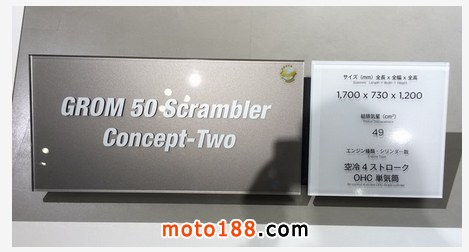 GROM 50 Scrambler
Concept-Two
サイズ (mm) 全長 x 全幅 x 全高
1,700 x 730 x 1,200
総排気量 (cm³)
49
エンジン種類・シリンダー数
空冷 4 ストローク
OHC 単気筒
moto188.com